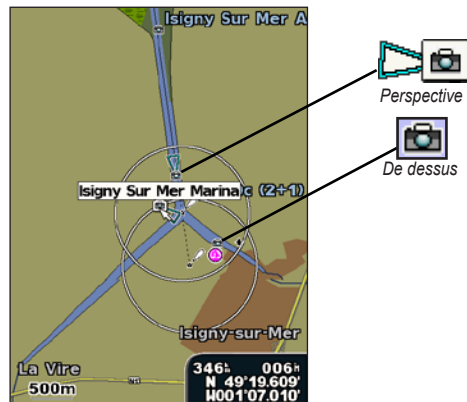 Isigny Sur Mer A
Perspective
De dessus
Isigny Sur Mer Marina
c (2+1)
Isigny-sur-Mer
La Vire
500m
N13
346°M 006°M
N 49°19.609'
W001°07.010'